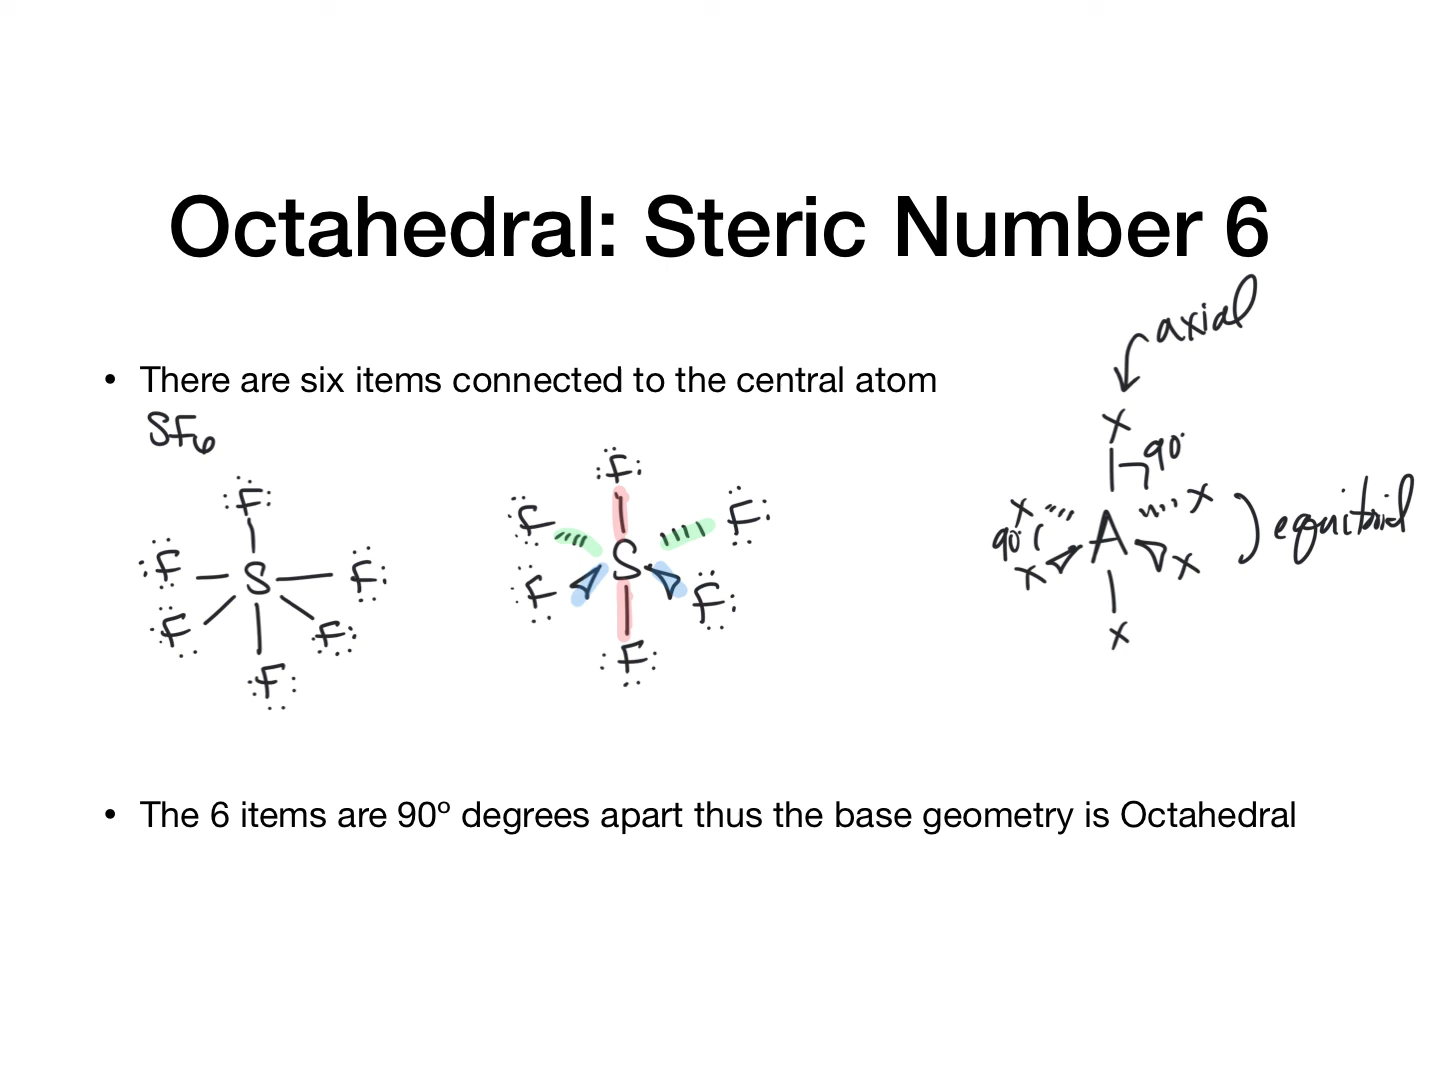 Octahedral: Steric Number 6
axial
• There are six items connected to the central atom
SF6
F
F
S
F
F
F
F
F
F
F
S
F
F
F
X
90°
X
X
A
90°
X
X
X
• The 6 items are 90º degrees apart thus the base geometry is Octahedral